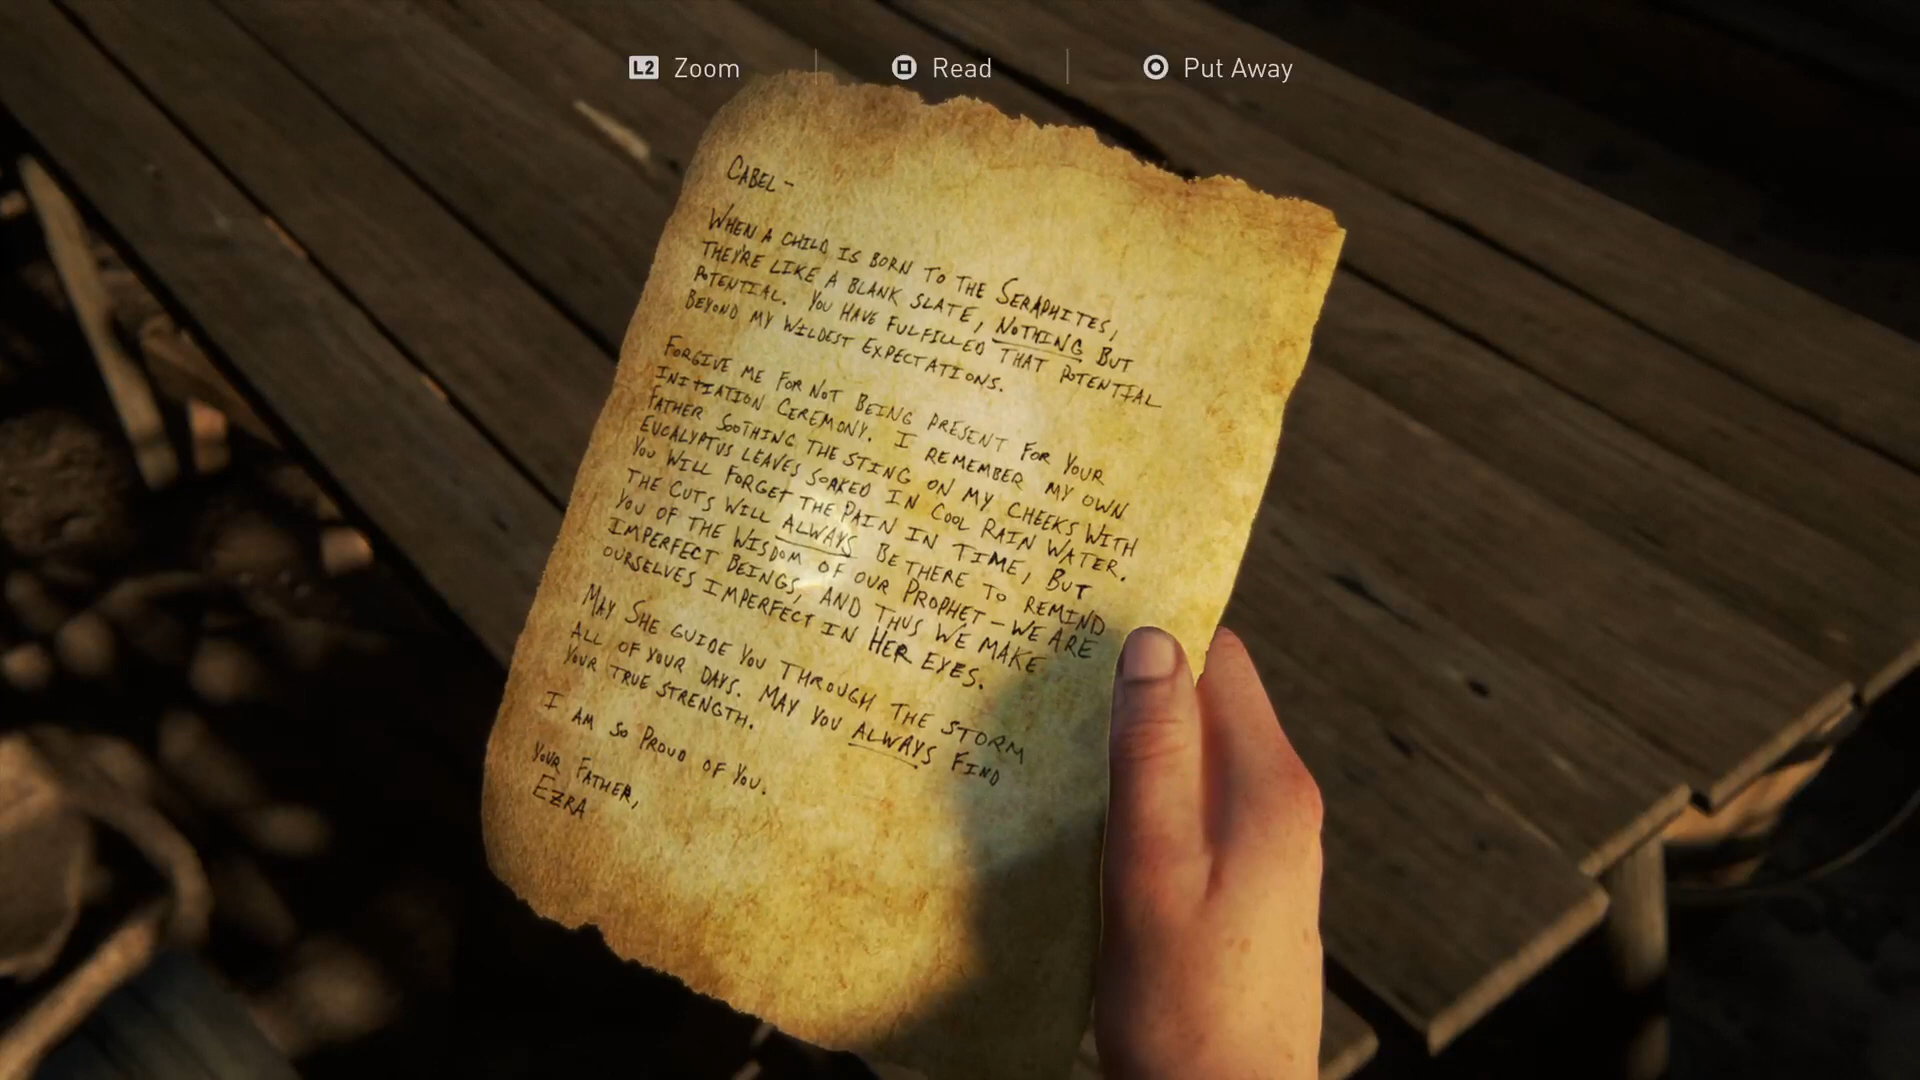 L2 Zoom
Read
Put Away
CABEL -
WHEN A CHILD IS BORN TO THE SERAPHITES,
THEY'RE LIKE A BLANK SLATE, NOTHING BUT
POTENTIAL. YOU HAVE FULFILLED THAT POTENTIAL
BEYOND MY WILDEST EXPECTATIONS.
FORGIVE ME FOR NOT BEING PRESENT FOR YOUR
INITIATION CEREMONY. I REMEMBER MY OWN
FATHER SOOTHING THE STING ON MY CHEEKS WITH
EUCALYPTUS LEAVES SOAKED IN COOL RAIN WATER.
YOU WILL FORGET THE PAIN IN TIME, BUT
THE CUTS WILL ALWAYS BE THERE TO REMIND
YOU OF THE WISDOM OF OUR PROPHET - WE ARE
IMPERFECT BEINGS, AND THUS WE MAKE
OURSELVES IMPERFECT IN HER EYES.
MAY SHE GUIDE YOU THROUGH THE STORM
ALL OF YOUR DAYS. MAY YOU ALWAYS FIND
YOUR TRUE STRENGTH.
I AM SO PROUD OF YOU.
YOUR FATHER,
EZRA